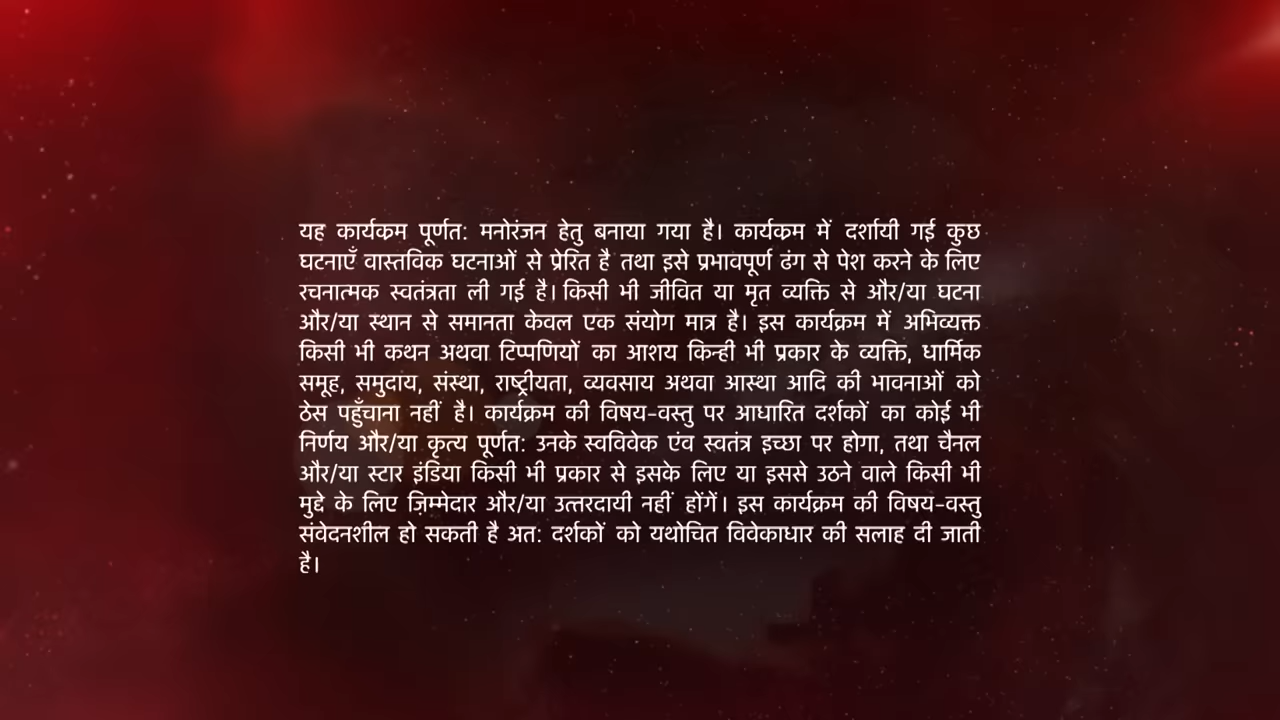 यह कार्यक्रम पूर्णत: मनोरंजन हेतु बनाया गया है। कार्यक्रम में दर्शायी गई कुछ
घटनाएँ वास्तविक घटनाओं से प्रेरित है तथा इसे प्रभावपूर्ण ढंग से पेश करने के लिए
रचनात्मक स्वतंत्रता ली गई है। किसी भी जीवित या मृत व्यक्ति से और/या घटना
और/या स्थान से समानता केवल एक संयोग मात्र है। इस कार्यक्रम में अभिव्यक्त
किसी भी कथन अथवा टिप्पणियों का आशय किन्ही भी प्रकार के व्यक्ति, धार्मिक
समूह, समुदाय, संस्था, राष्ट्रीयता, व्यवसाय अथवा आस्था आदि की भावनाओं को
ठेस पहुँचाना नहीं है। कार्यक्रम की विषय-वस्तु पर आधारित दर्शकों का कोई भी
निर्णय और/या कृत्य पूर्णत: उनके स्वविवेक एंव स्वतंत्र इच्छा पर होगा, तथा चैनल
और/या स्टार इंडिया किसी भी प्रकार से इसके लिए या इससे उठने वाले किसी भी
मुद्दे के लिए ज़िम्मेदार और/या उत्तरदायी नहीं होंगें। इस कार्यक्रम की विषय-वस्तु
संवेदनशील हो सकती है अत: दर्शकों को यथोचित विवेकाधार की सलाह दी जाती
है।